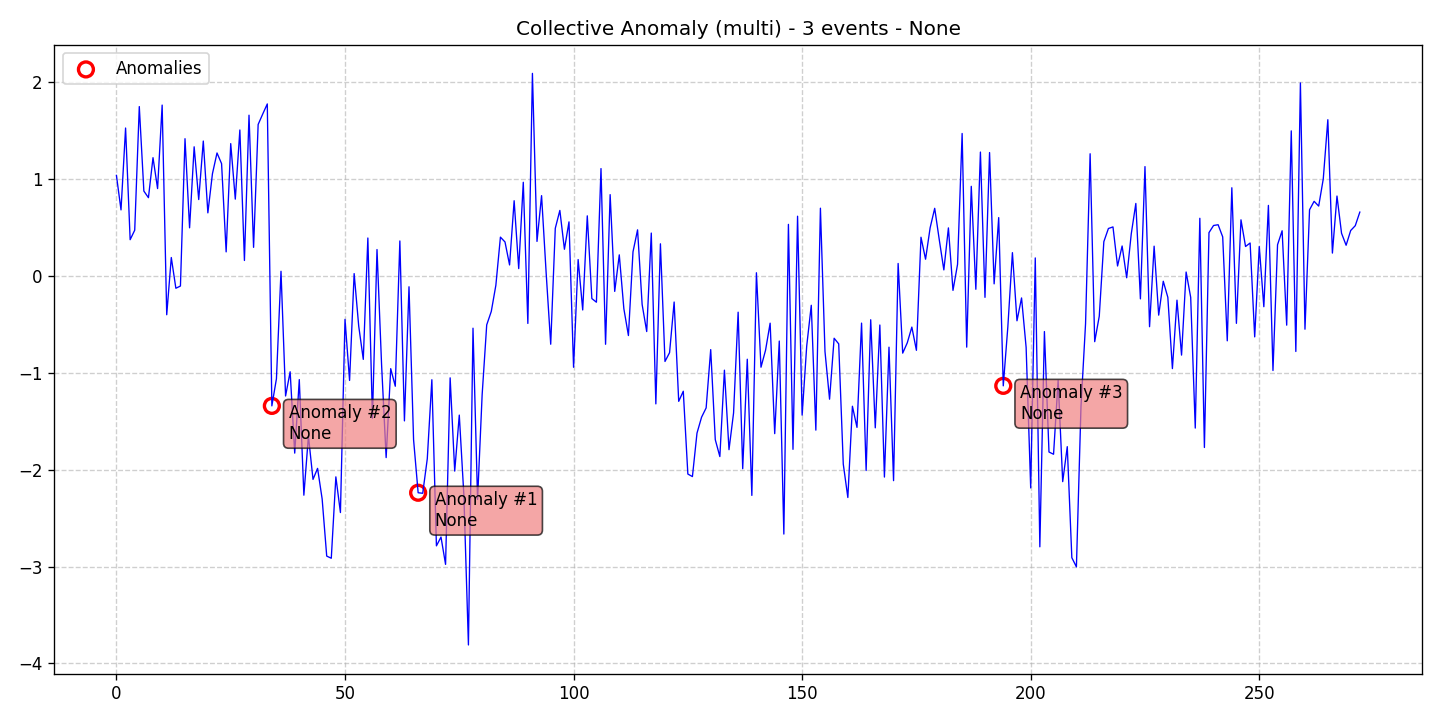 Collective Anomaly (multi) - 3 events - None
Anomalies
2
1
0
−1
−2
−3
−4
Anomaly #2
None
Anomaly #1
None
Anomaly #3
None
0
50
100
150
200
250